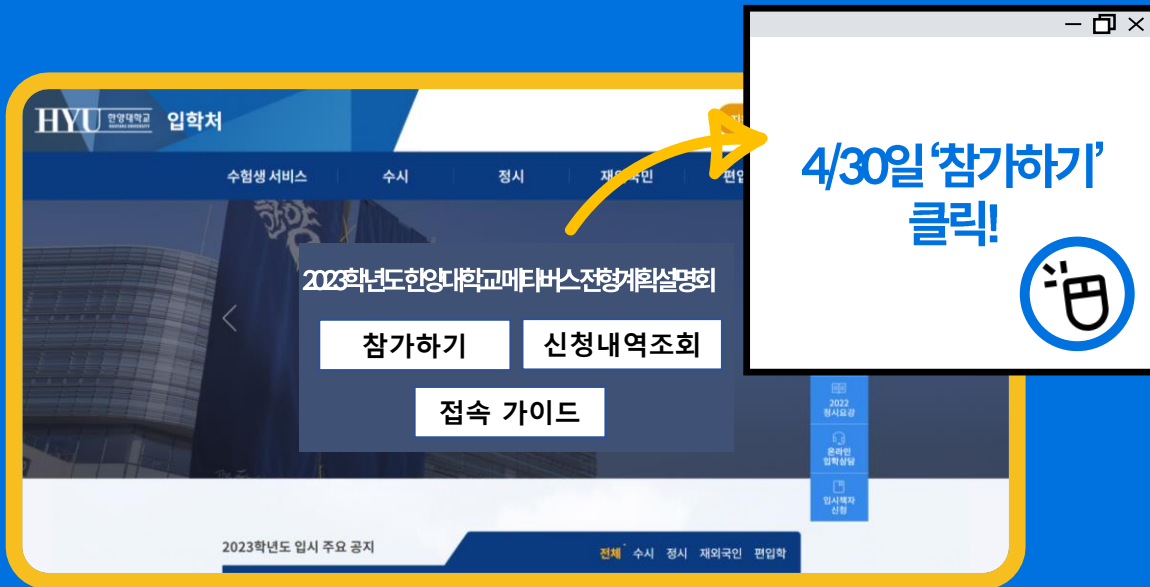 HYU 한양대학교 HANYANG UNIVERSITY 입학처
수험생 서비스 수시 정시 재외국민
4/30일 ‘참가하기’
클릭!
한양
2023학년도 한양대학교 메타버스 전형계획설명회
참가하기 신청내역조회
접속 가이드
2022
정시요강
온라인
입학상담
입시책자
신청
2023학년도 입시 주요 공지
전체 수시 정시 재외국민 편입학